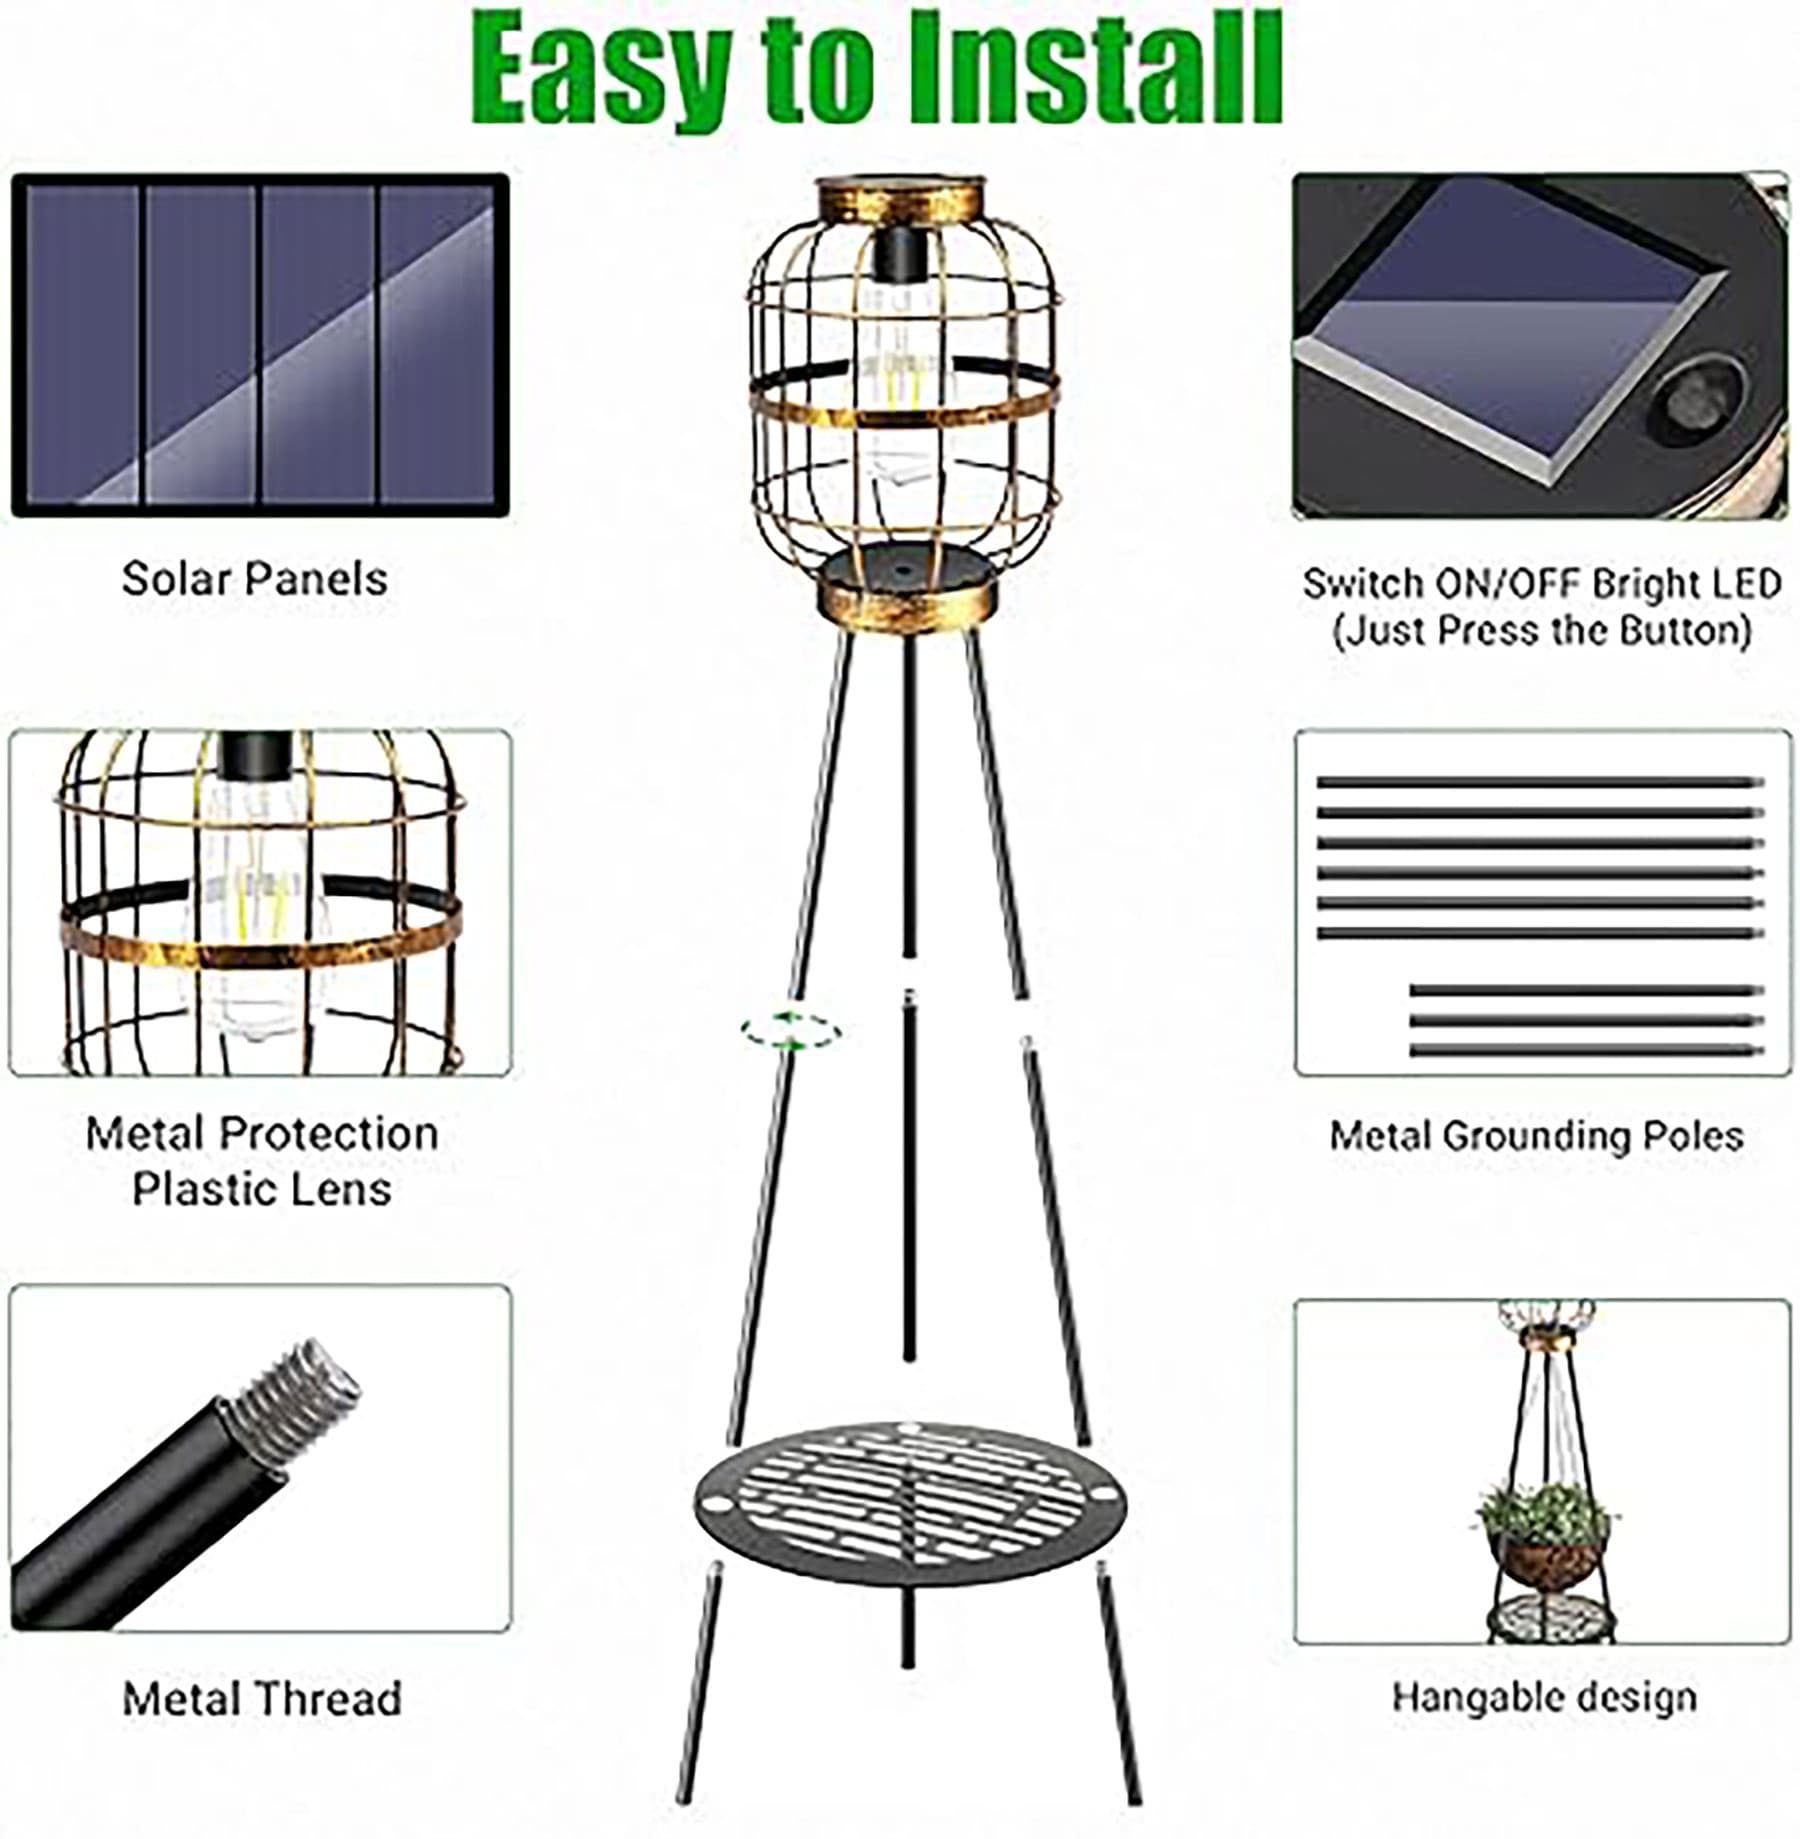 Easy to Install
Solar Panels
Switch ON/OFF Bright LED
(Just Press the Button)
Metal Protection
Plastic Lens
Metal Grounding Poles
Metal Thread
Hangable design